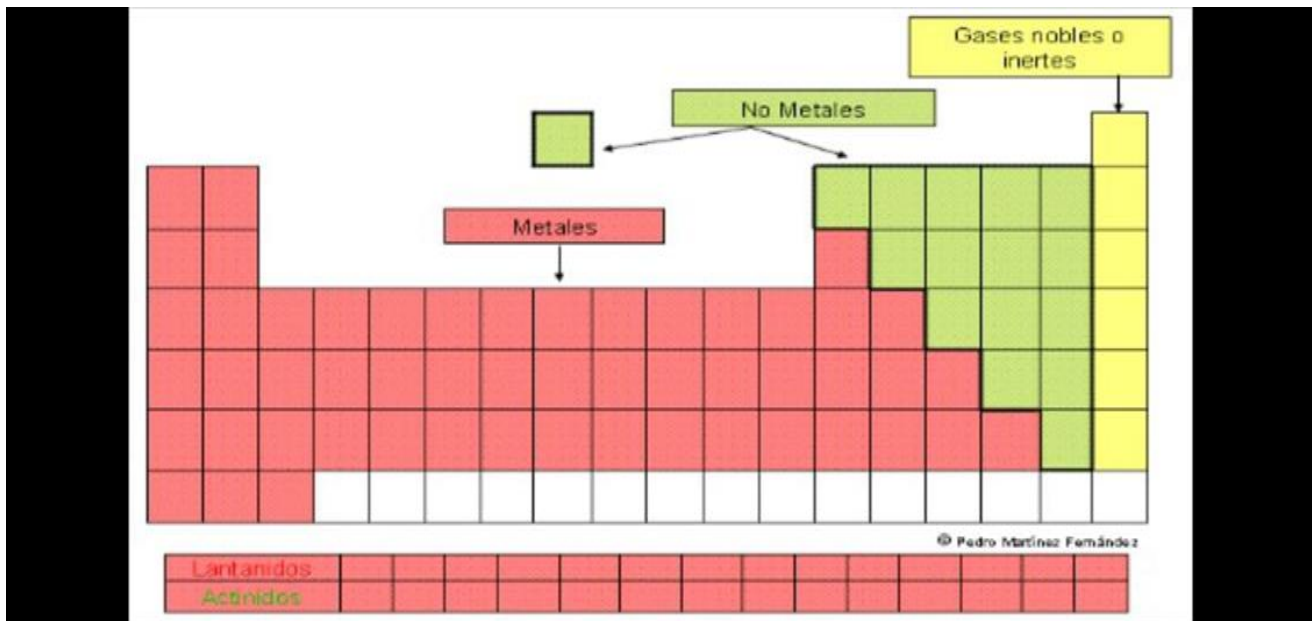 Gases nobles o
inertes
No Metales
Metales
© Pedro Martínez Fernández
Lantanidos
Actinidos